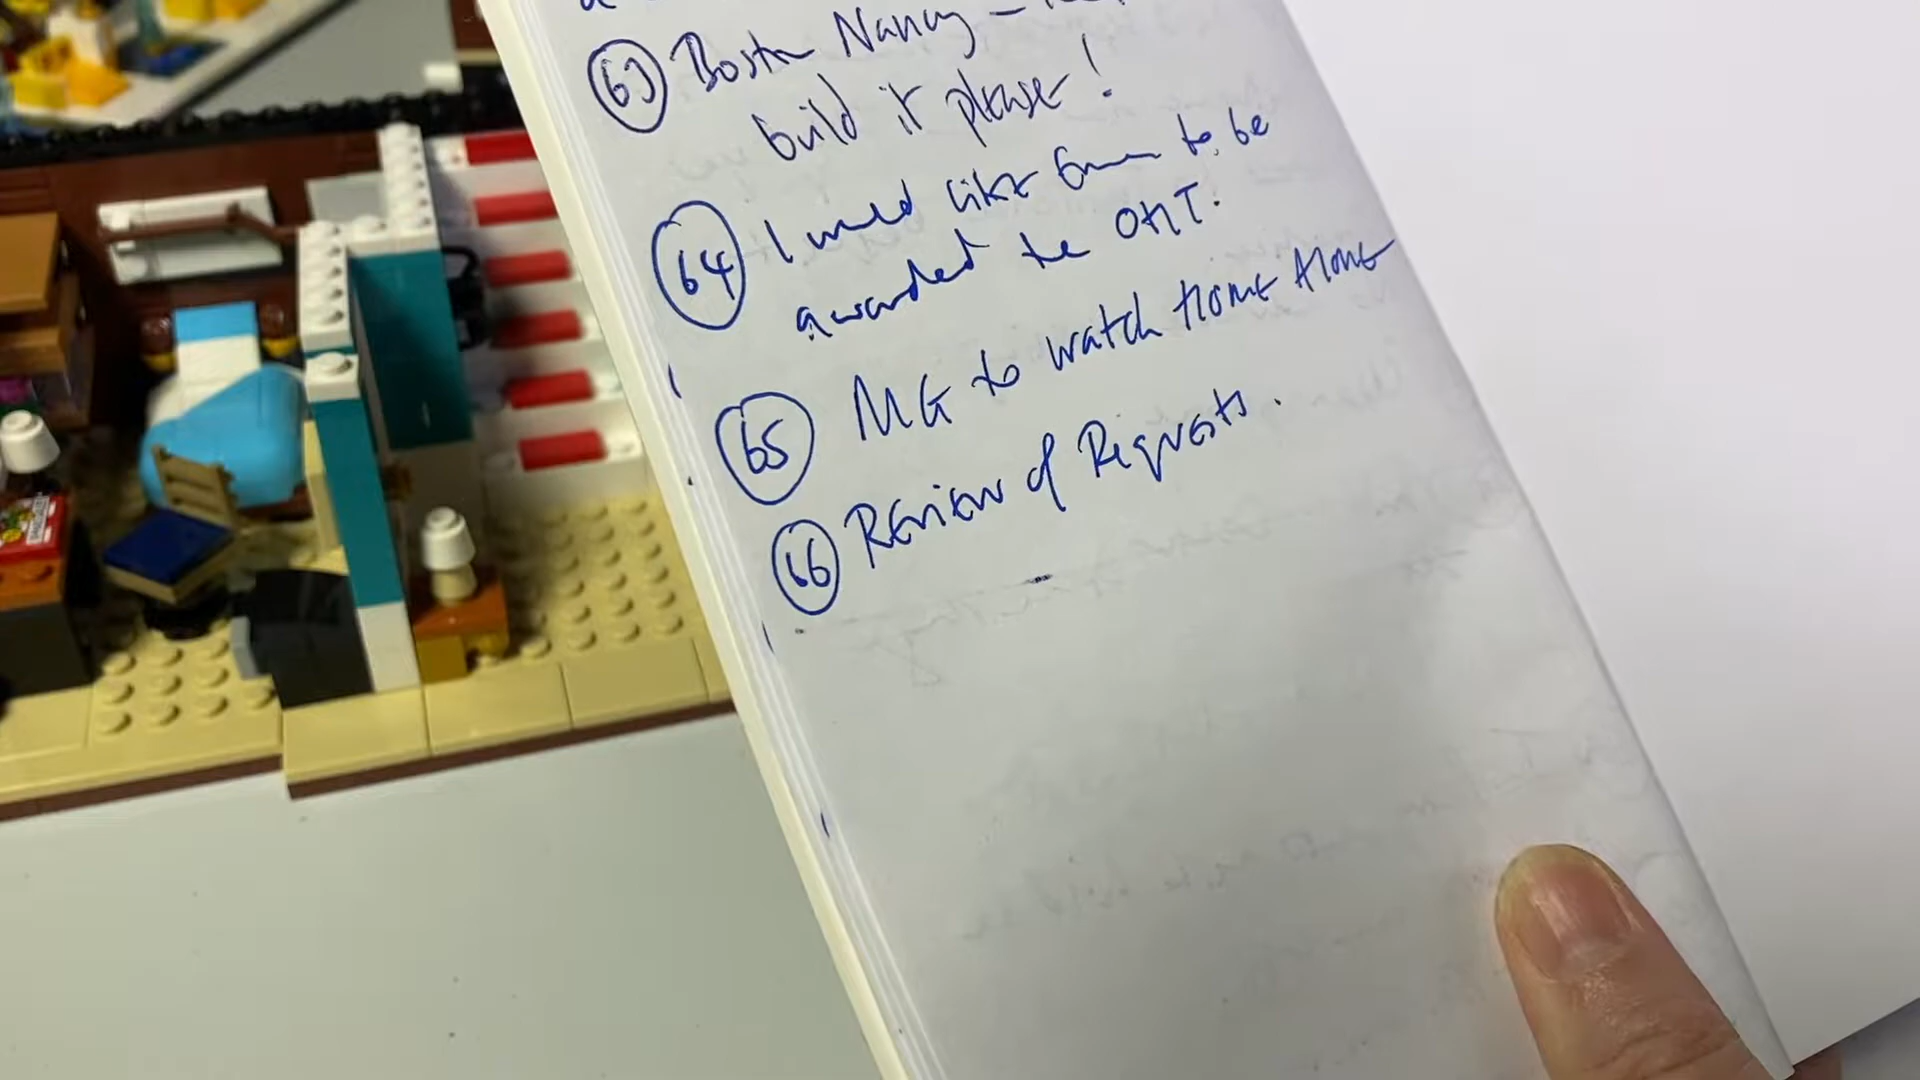 63 Boston Nancy -
build it please!
64 I would like to be
awarded the OHT.
65 MG to watch HOME ALONE
66 Review of Requests.